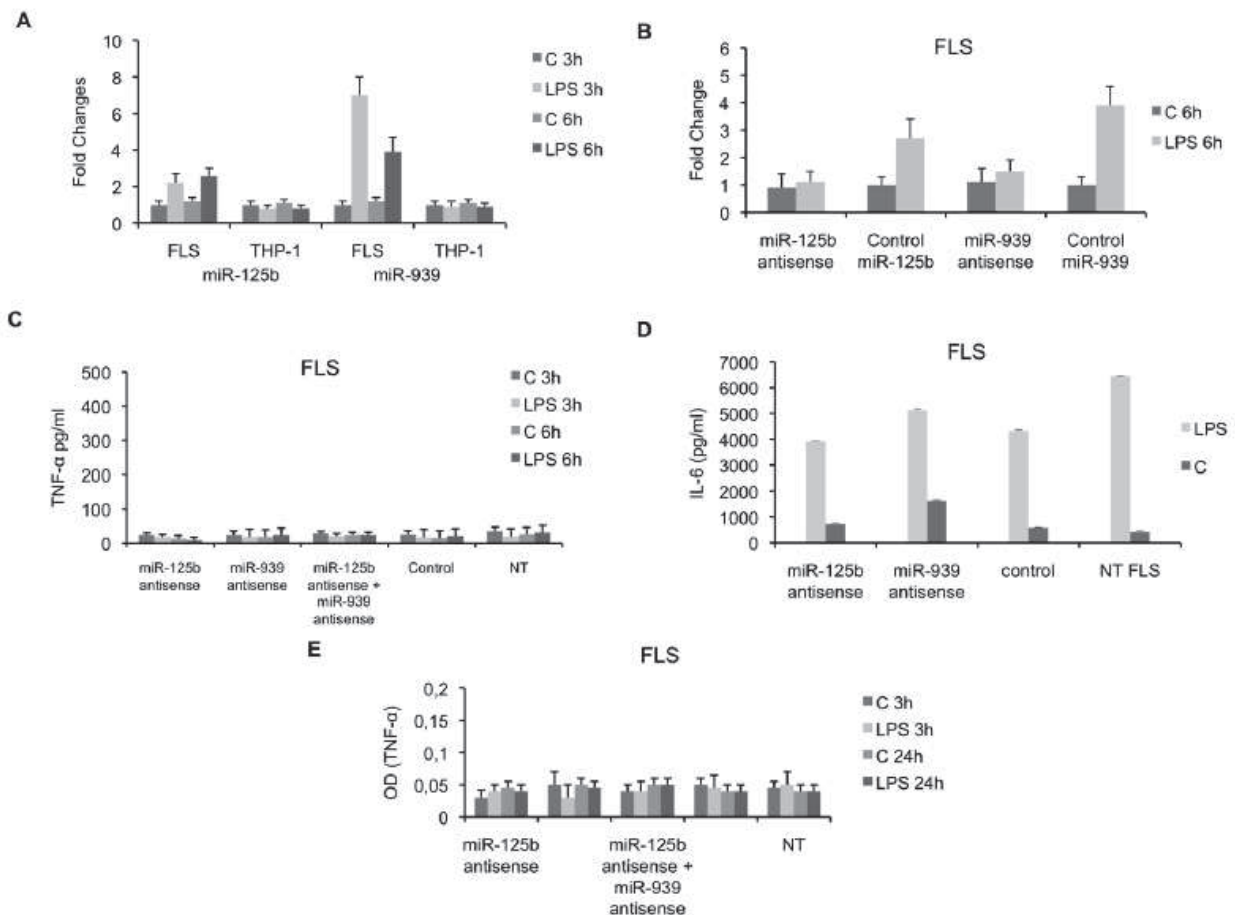 A
Fold Changes
10
8
6
4
2
0
FLS
THP-1
FLS
THP-1
miR-125b
miR-939
C 3h
LPS 3h
C 6h
LPS 6h
B
FLS
Fold Change
6
5
4
3
2
1
0
miR-125b
antisense
Control
miR-125b
miR-939
antisense
Control
miR-939
C 6h
LPS 6h
C
FLS
TNF-α pg/ml
500
400
300
200
100
0
miR-125b
antisense
miR-939
antisense
miR-125b
antisense +
miR-939
antisense
Control
NT
C 3h
LPS 3h
C 6h
LPS 6h
D
FLS
IL-6 (pg/ml)
7000
6000
5000
4000
3000
2000
1000
0
miR-125b
antisense
miR-939
antisense
control
NT FLS
LPS
C
E
FLS
OD (TNF-α)
0,2
0,15
0,1
0,05
0
miR-125b
antisense
miR-125b
antisense +
miR-939
antisense
NT
C 3h
LPS 3h
C 24h
LPS 24h